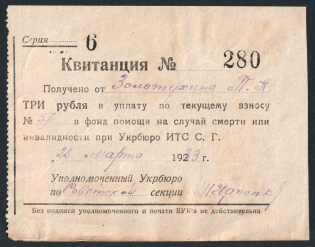 Серия 6
Квитанция № 280
Получено от Золотухина П. А
ТРИ рубля в уплату по текущему взносу
№ 56 в фонд помощи на случай смерти или
инвалидности при Укрбюро ИТС С. Г.
„ марта 1923 г.
Уполномоченный Укрбюро
по Советской секции
Без подписи уполномоченного и печати ВУК'а не действительна